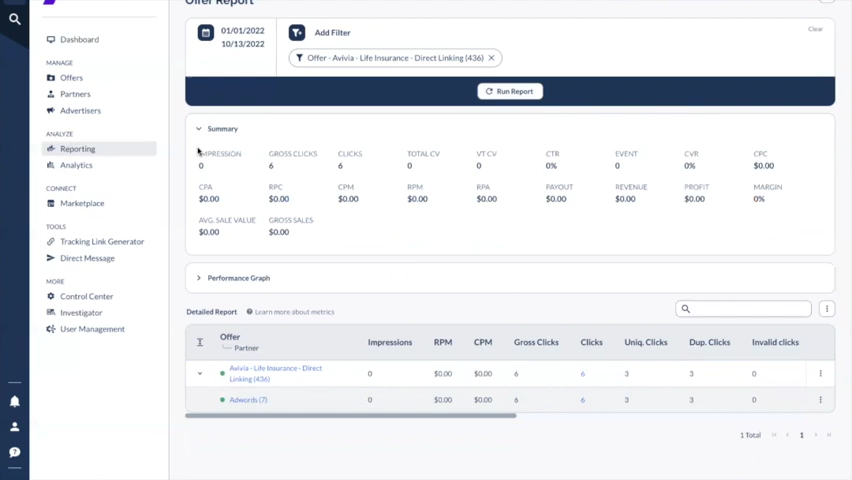 Offer Report
01/01/2022
10/13/2022
Add Filter
Clear
Offer - Avivia - Life Insurance - Direct Linking (436)
Run Report
Dashboard
MANAGE
Offers
Partners
Advertisers
ANALYZE
Reporting
Analytics
CONNECT
Marketplace
TOOLS
Tracking Link Generator
Direct Message
MORE
Control Center
Investigator
User Management
Summary
IMPRESSION GROSS CLICKS CLICKS TOTAL CV VT CV CTR EVENT CVR CPC
0 6 6 0 0 0% 0 0% $0.00
CPA RPC CPM RPM RPA PAYOUT REVENUE PROFIT MARGIN
$0.00 $0.00 $0.00 $0.00 $0.00 $0.00 $0.00 $0.00 0%
AVG. SALE VALUE GROSS SALES
$0.00 $0.00
Performance Graph
Detailed Report Learn more about metrics
Offer
Partner
Impressions RPM CPM Gross Clicks Clicks Uniq. Clicks Dup. Clicks Invalid clicks
Avivia - Life Insurance - Direct
Linking (436)
0 $0.00 $0.00 6 6 3 3 0
Adwords (7) 0 $0.00 $0.00 6 6 3 3 0
1 Total 1